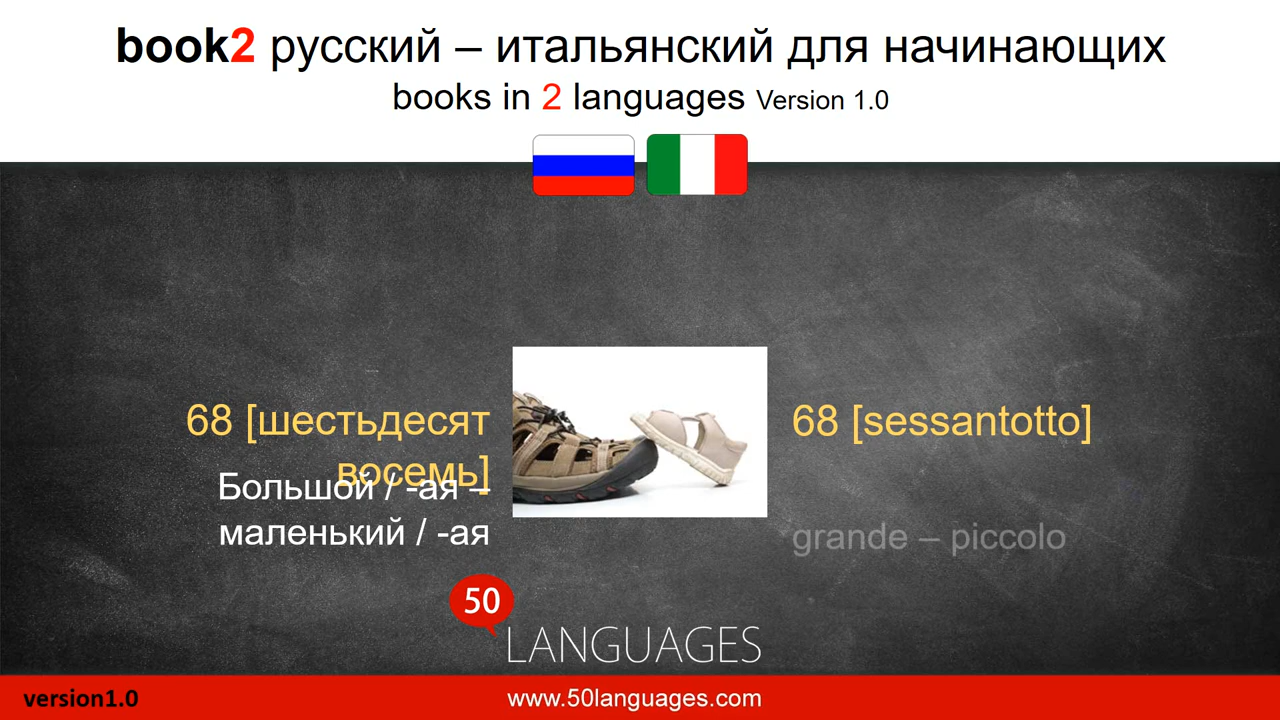 book2 русский – итальянский для начинающих
books in 2 languages Version 1.0
68 [шестьдесят
восемь]
Большой / -ая –
маленький / -ая
68 [sessantotto]
grande – piccolo
50
LANGUAGES
version1.0
www.50languages.com